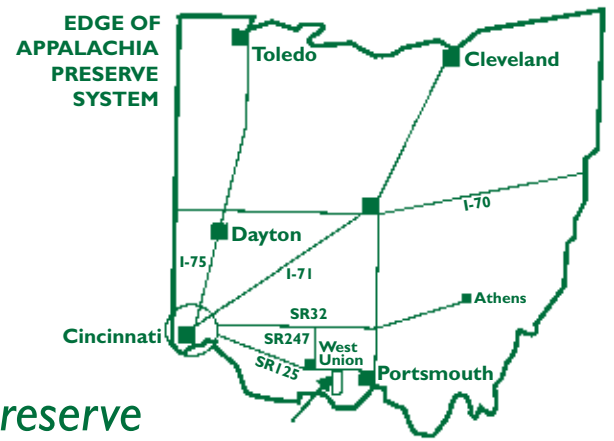 EDGE OF
APPALACHIA
PRESERVE
SYSTEM
Toledo
Cleveland
I-70
Dayton
I-75
I-71
Athens
SR32
Cincinnati
SR247
West
Union
SR125
Portsmouth
reserve